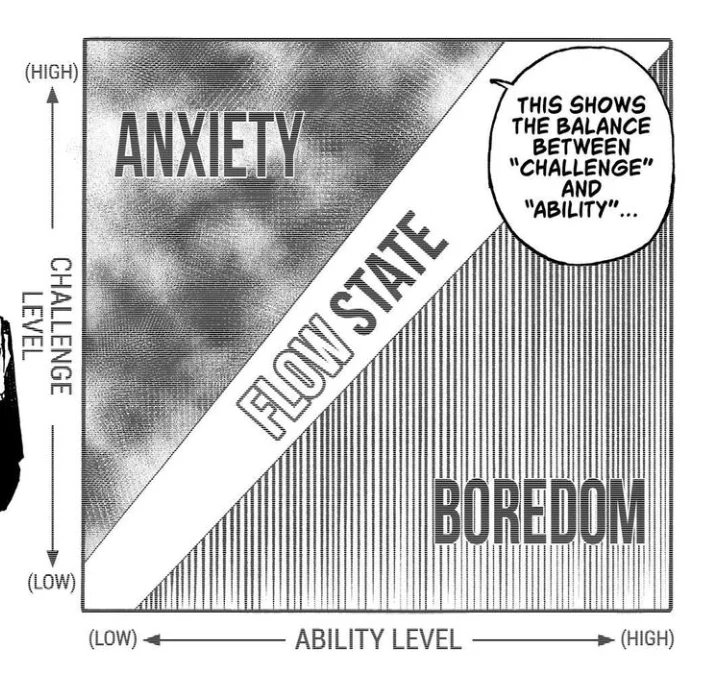 (HIGH)
ANXIETY
THIS SHOWS
THE BALANCE
BETWEEN
"CHALLENGE"
AND
"ABILITY"...
CHALLENGE
LEVEL
FLOW STATE
BOREDOM
(LOW)
(LOW)
ABILITY LEVEL
(HIGH)